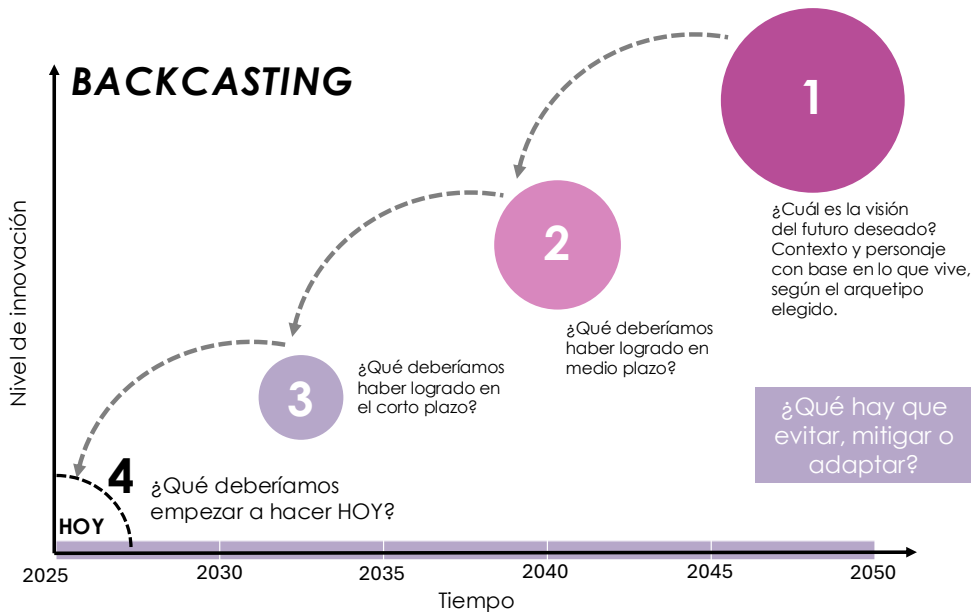 BACKCASTING
1
¿Cuál es la visión
del futuro deseado?
Contexto y personaje
con base en lo que vive,
según el arquetipo
elegido.
2
¿Qué deberíamos
haber logrado en
medio plazo?
3
¿Qué deberíamos
haber logrado en
el corto plazo?
¿Qué hay que
evitar, mitigar o
adaptar?
4
¿Qué deberíamos
empezar a hacer HOY?
HOY
Nivel de innovación
2025
2030
2035
2040
2045
2050
Tiempo